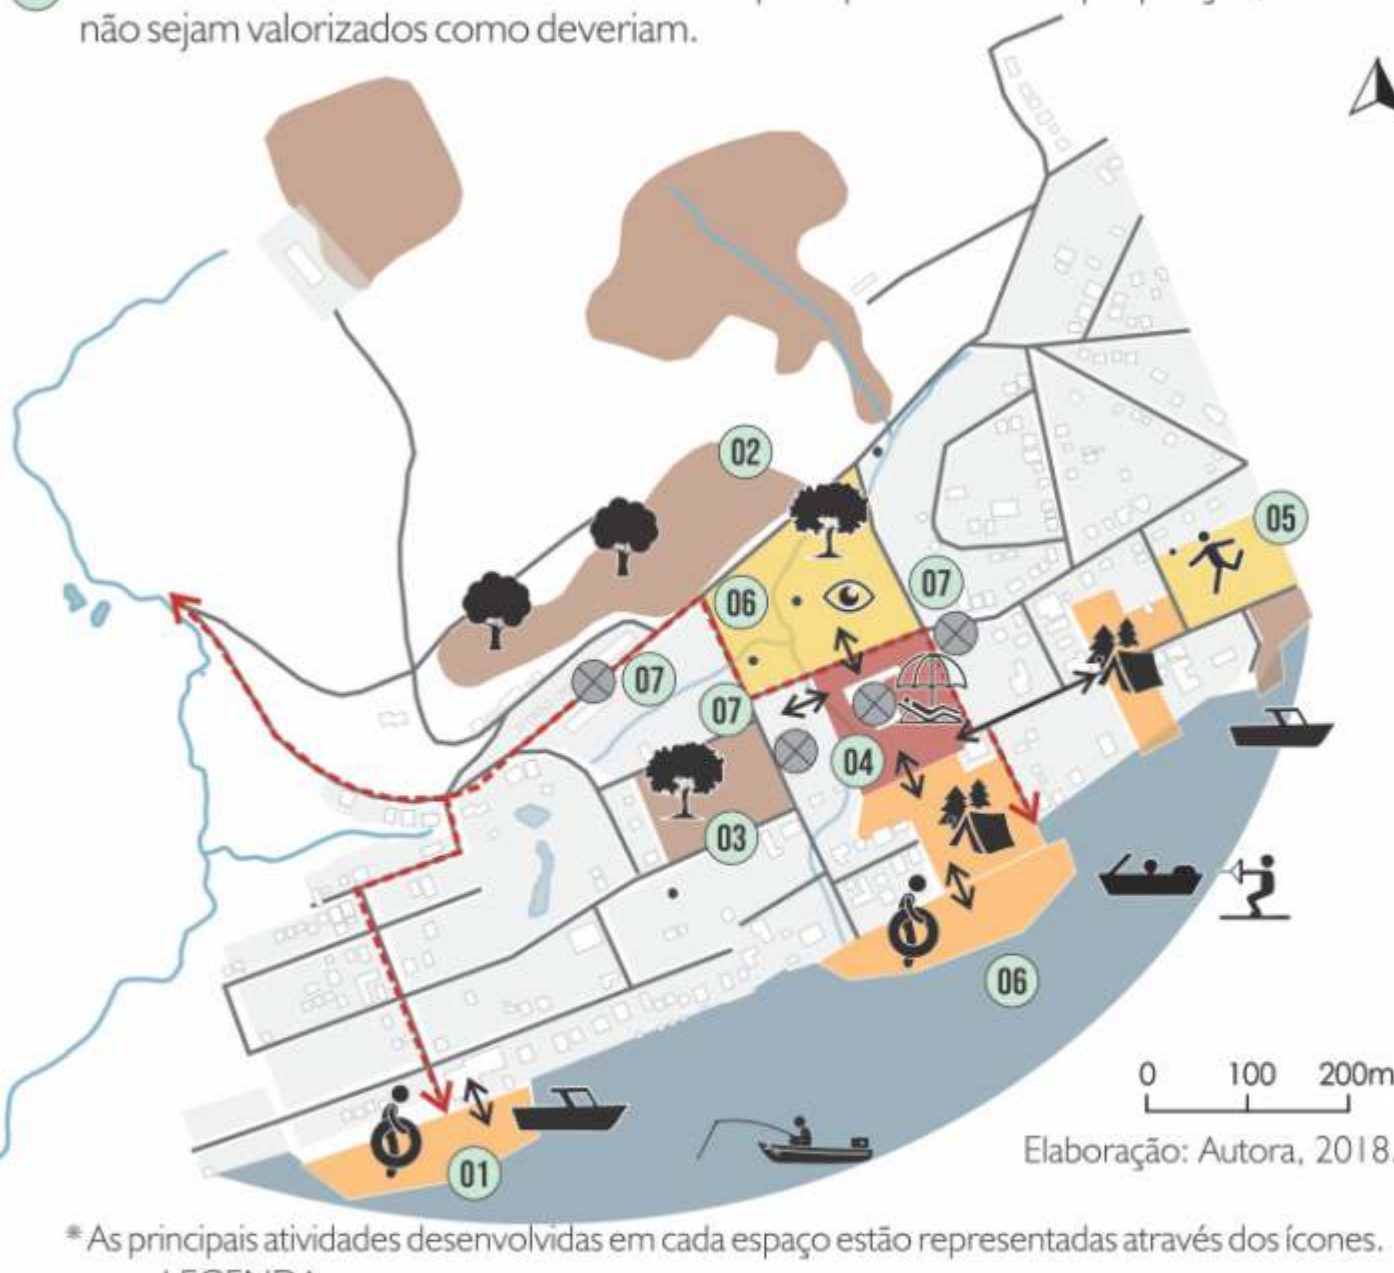 não sejam valorizados como deveriam.
02
05
06
07
07
07
04
03
06
01
0 100 200m
Elaboração: Autora, 2018.
* As principais atividades desenvolvidas em cada espaço estão representadas através dos ícones.